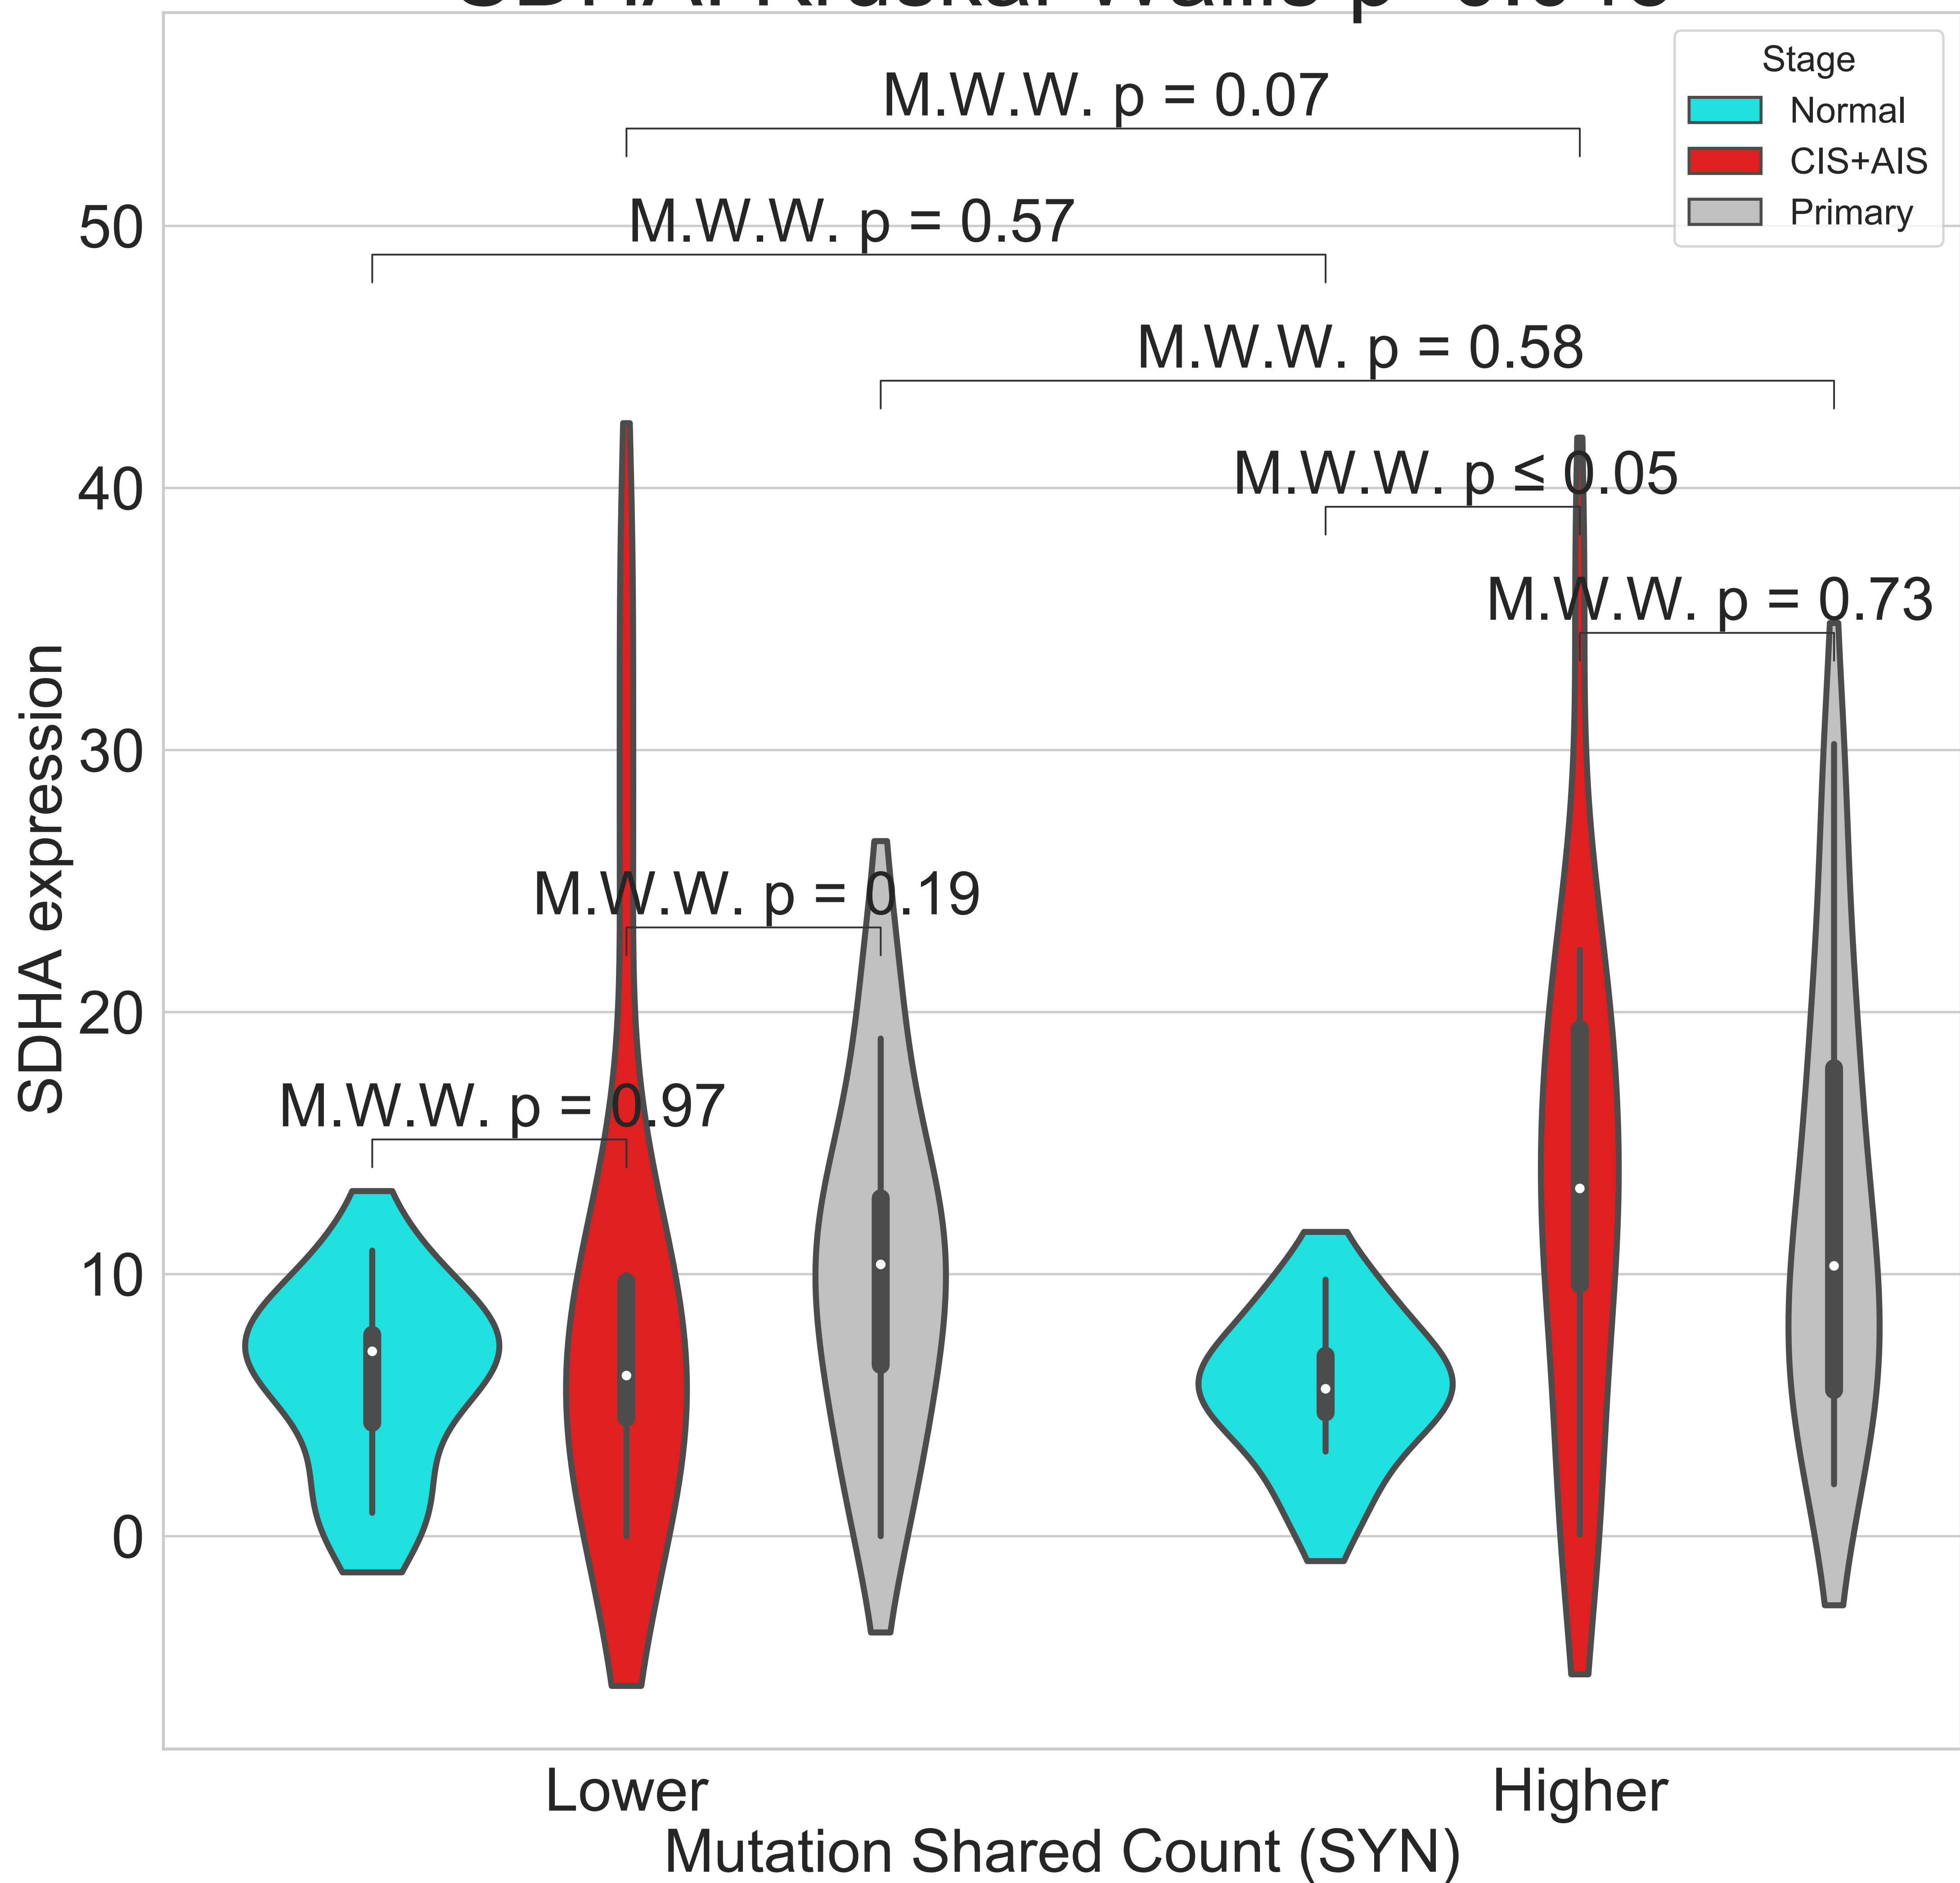 Stage
Normal
CIS+AIS
Primary
M.W.W. p = 0.07
M.W.W. p = 0.57
M.W.W. p = 0.58
M.W.W. p ≤ 0.05
M.W.W. p = 0.73
M.W.W. p = 0.19
M.W.W. p = 0.97
SDHA expression
50
40
30
20
10
0
Lower
Higher
Mutation Shared Count (SYN)